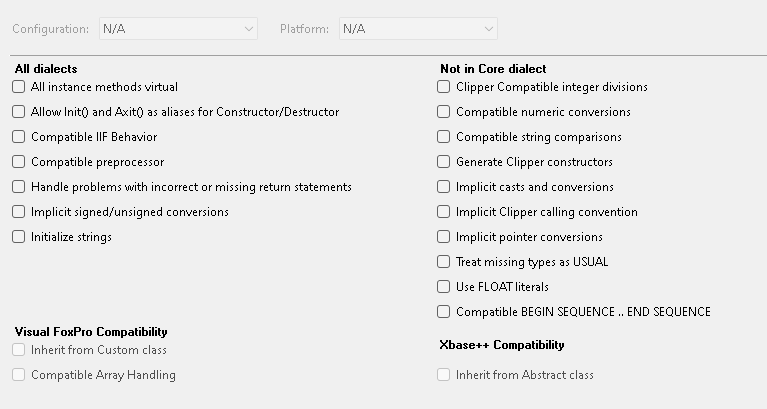 Configuration: N/A Platform: N/A
All dialects
All instance methods virtual
Allow Init() and Axit() as aliases for Constructor/Destructor
Compatible IIF Behavior
Compatible preprocessor
Handle problems with incorrect or missing return statements
Implicit signed/unsigned conversions
Initialize strings
Not in Core dialect
Clipper Compatible integer divisions
Compatible numeric conversions
Compatible string comparisons
Generate Clipper constructors
Implicit casts and conversions
Implicit Clipper calling convention
Implicit pointer conversions
Treat missing types as USUAL
Use FLOAT literals
Compatible BEGIN SEQUENCE .. END SEQUENCE
Visual FoxPro Compatibility
Inherit from Custom class
Compatible Array Handling
Xbase++ Compatibility
Inherit from Abstract class